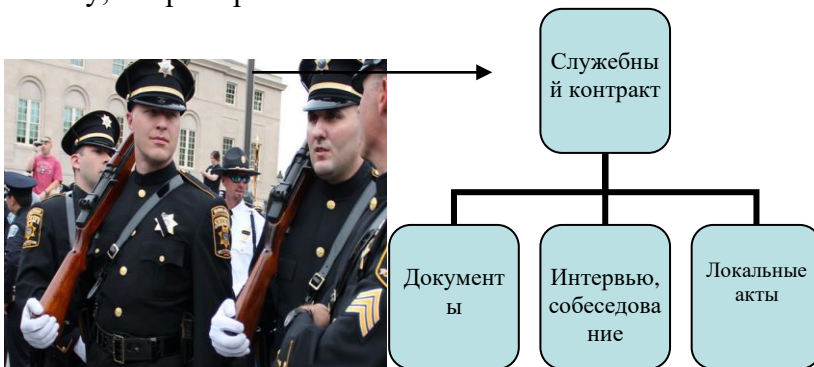 Служебны
й контракт
Документ
ы
Интервью,
собеседова
ние
Локальные
акты